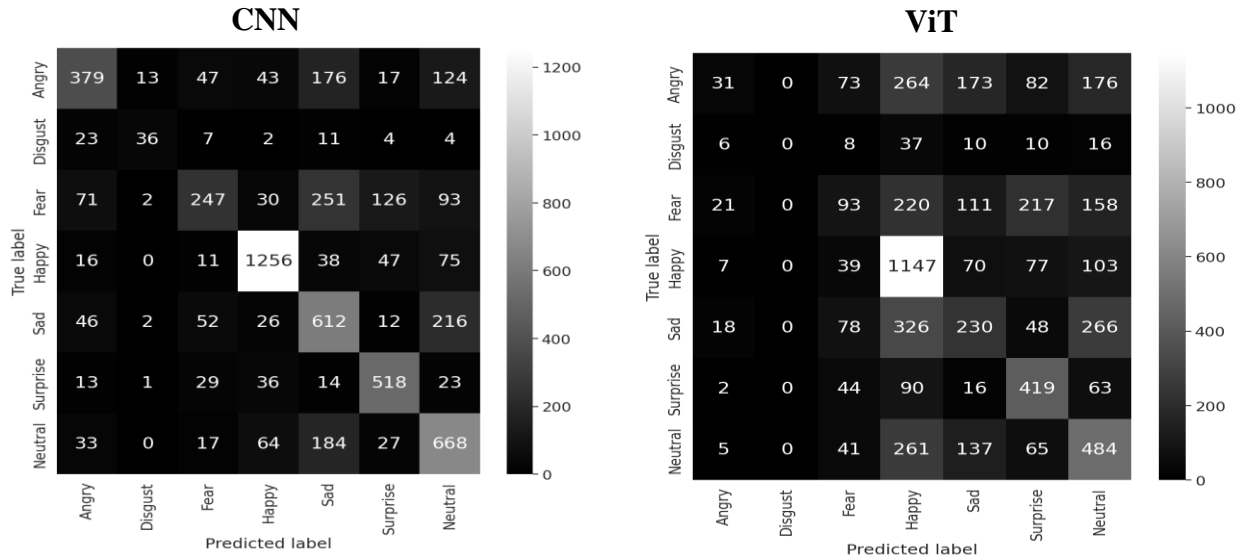 CNN
True label
Angry 379 13 47 43 176 17 124
Disgust 23 36 7 2 11 4 4
Fear 71 2 247 30 251 126 93
Happy 16 0 11 1256 38 47 75
Sad 46 2 52 26 612 12 216
Surprise 13 1 29 36 14 518 23
Neutral 33 0 17 64 184 27 668
Angry Disgust Fear Happy Sad Surprise Neutral
Predicted label
1200
1000
800
600
400
200
0
ViT
True label
Angry 31 0 73 264 173 82 176
Disgust 6 0 8 37 10 10 16
Fear 21 0 93 220 111 217 158
Happy 7 0 39 1147 70 77 103
Sad 18 0 78 326 230 48 266
Surprise 2 0 44 90 16 419 63
Neutral 5 0 41 261 137 65 484
Angry Disgust Fear Happy Sad Surprise Neutral
Predicted label
1000
800
600
400
200
0